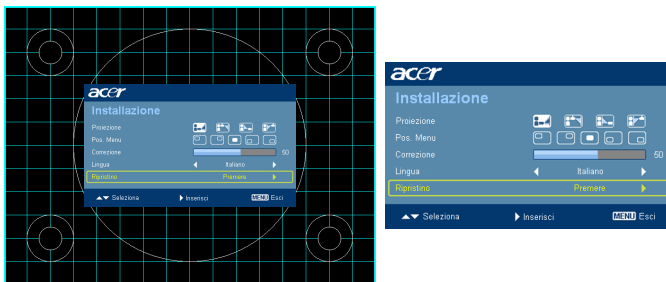 acer
Installazione
Proiezione
Pos. Menu
Correzione 50
Lingua Italiano
Ripristino Premere
Seleziona Inserisci MENU Esci
acer
Installazione
Proiezione
Pos. Menu
Correzione 50
Lingua Italiano
Ripristino Premere
Seleziona Inserisci MENU Esci